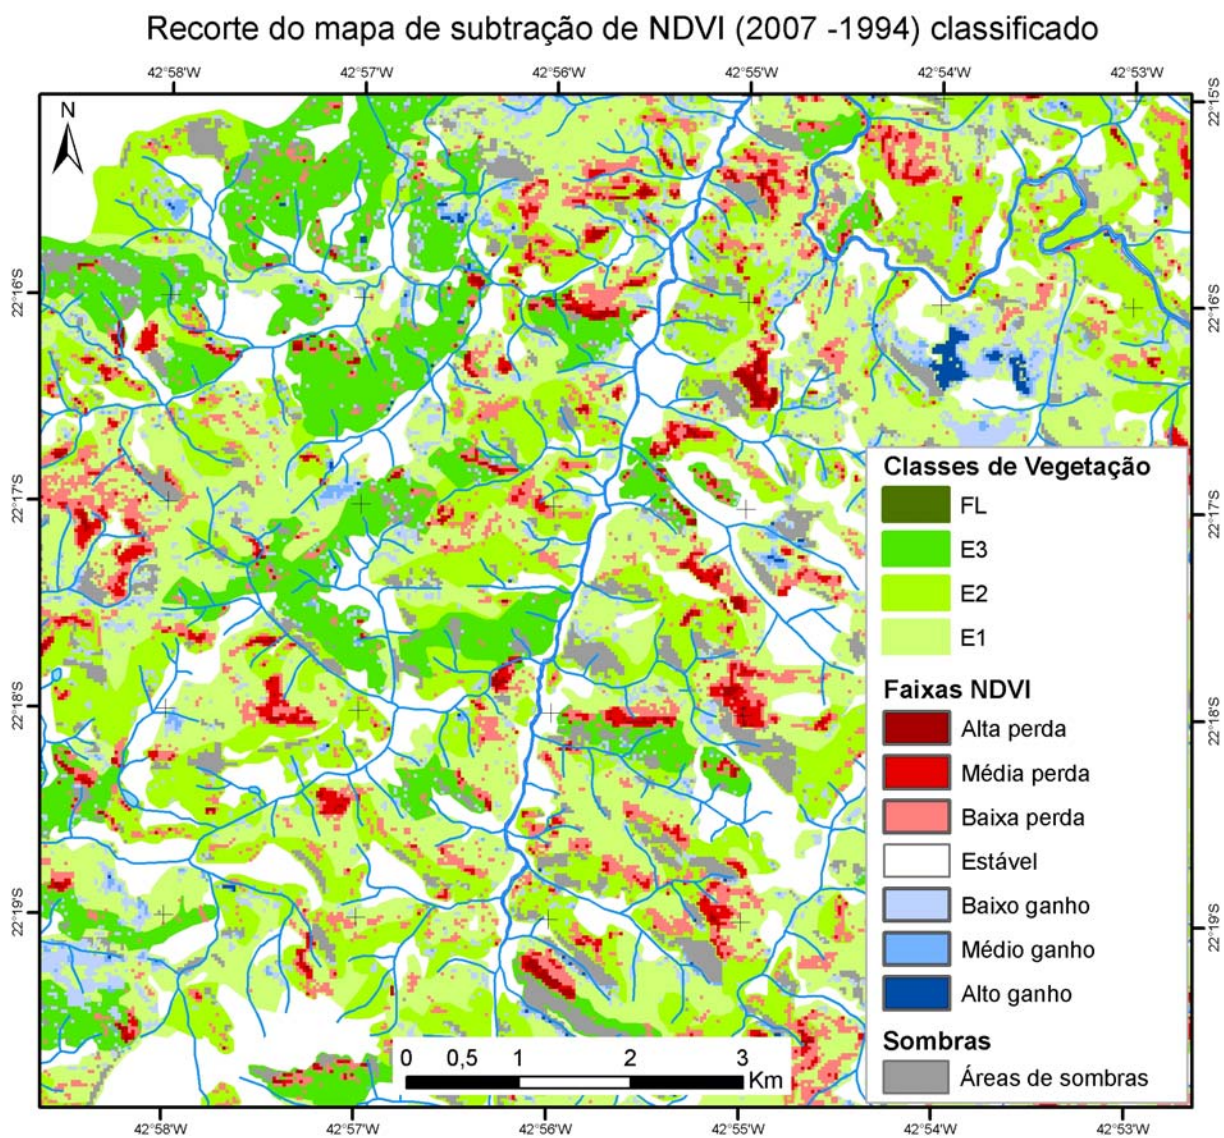 Recorte do mapa de subtração de NDVI (2007 -1994) classificado
42°58'W 42°57'W 42°56'W 42°55'W 42°54'W 42°53'W
N
22°15'S
22°16'S
22°16'S
22°17'S
22°17'S
22°18'S
22°18'S
22°19'S
22°19'S
Classes de Vegetação
FL
E3
E2
E1
Faixas NDVI
Alta perda
Média perda
Baixa perda
Estável
Baixo ganho
Médio ganho
Alto ganho
Sombras
Áreas de sombras
0 0,5 1 2 3
Km
42°58'W 42°57'W 42°56'W 42°55'W 42°54'W 42°53'W